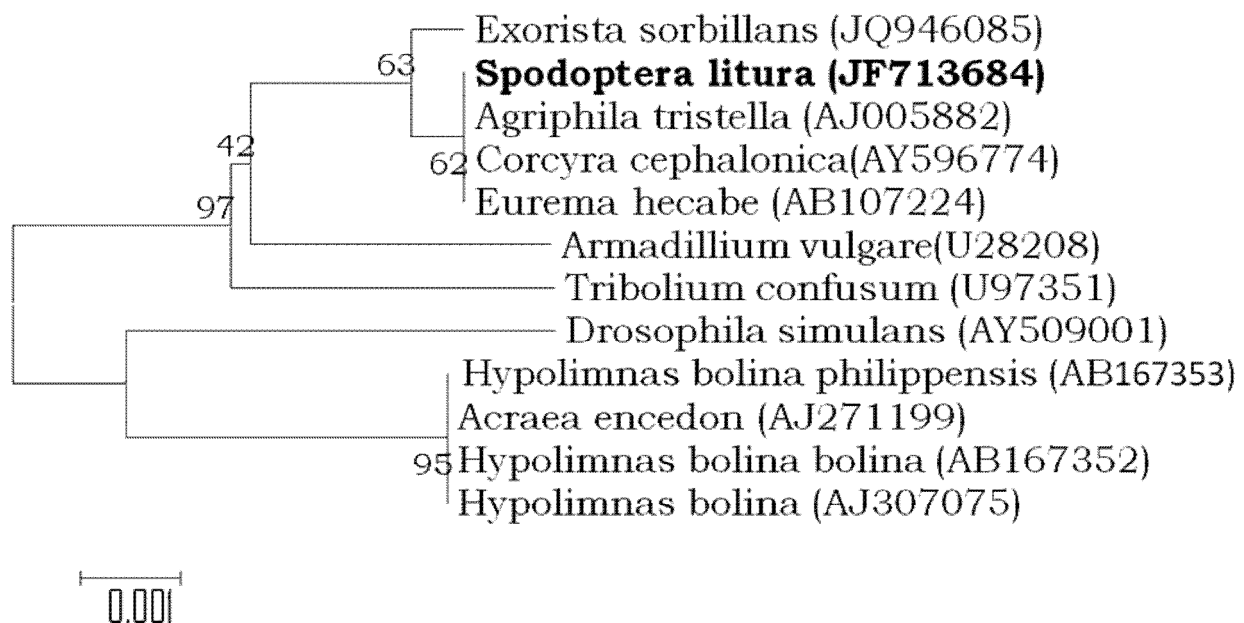 Exorista sorbillans (JQ946085)
63
Spodoptera litura (JF713684)
Agriphila tristella (AJ005882)
42
Corcyra cephalonica(AY596774)
62
Eurema hecabe (AB107224)
97
Armadillium vulgare(U28208)
Tribolium confusum (U97351)
Drosophila simulans (AY509001)
Hypolimnas bolina philippensis (AB167353)
Acraea encedon (AJ271199)
95
Hypolimnas bolina bolina (AB167352)
Hypolimnas bolina (AJ307075)
0.001